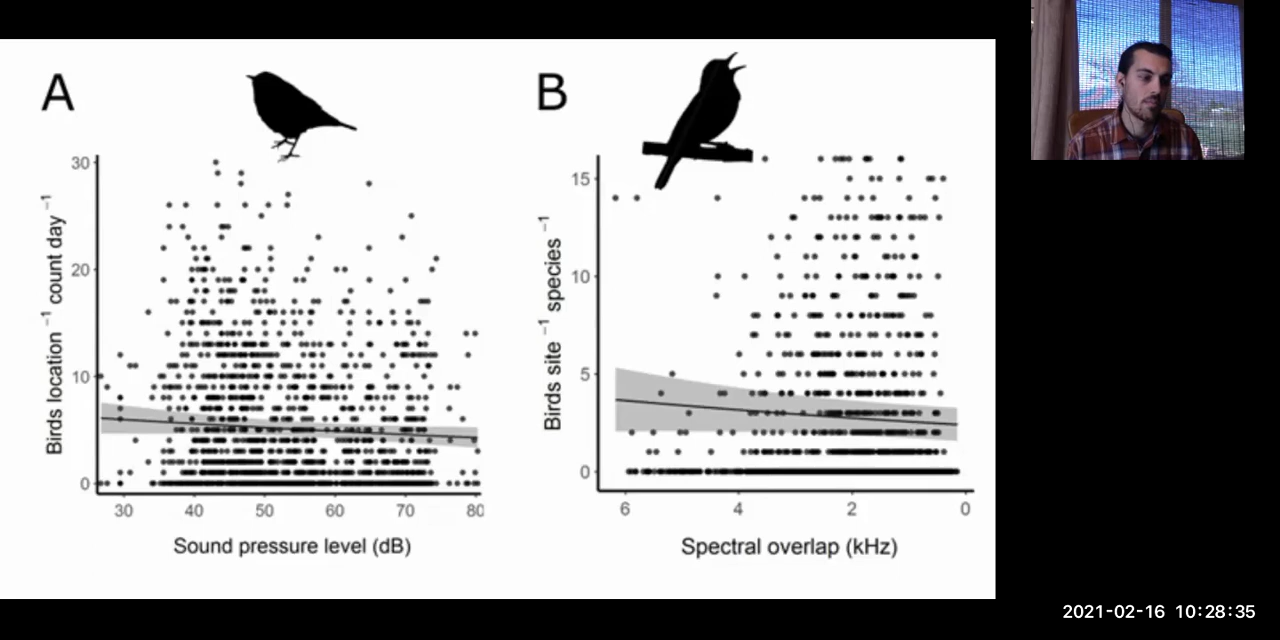 A
B
30
20
10
0
Birds location ⁻¹ count day ⁻¹
30 40 50 60 70 80
Sound pressure level (dB)
15
10
5
0
Birds site ⁻¹ species ⁻¹
6 4 2 0
Spectral overlap (kHz)
2021-02-16 10:28:35